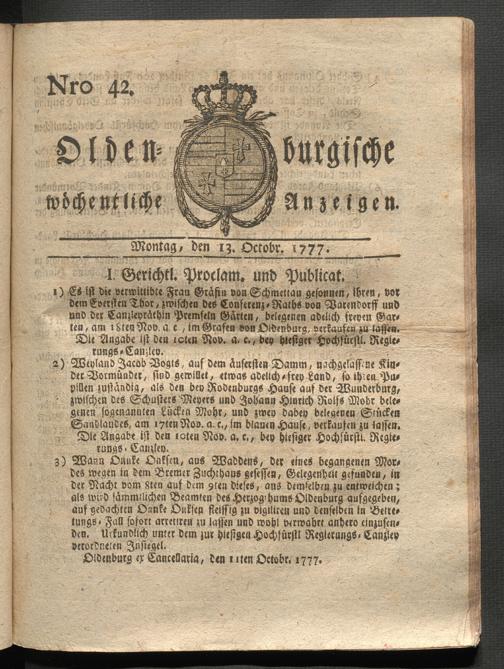 Nro 42.
Olden- burgische
wöchentliche Anzeigen.
Montag, den 13. Octobr. 1777.
I. Gerichtl. Proclam. und Publicat.
1) Es ist die verwittibte Frau Gräfin von Schmettau gesonnen, ihren, vor
dem Eversten Thor, zwischen des Conferenz-Raths von Varendorff und
und der Canzleyräthin Premseln Gärten, belegenen adelich freyen Gar-
ten, am 18ten Nov. a. c, im Grafen von Oldenburg, verkaufen zu lassen.
Die Angabe ist den 10ten Nov. a. c., bey hiesiger Hochfürstl. Regie-
rungs-Canzley.
2) Weyland Jacob Vogts, auf dem äusersten Damm, nachgelassne Kin-
der Vormünder, sind gewillet, etwas adelich-frey Land, so ihren Pu-
pillen zuständig, als den bey Rodenburgs Hause auf der Wunderburg,
zwischen des Schusters Meyers und Johann Hinrich Rolfs Mohr bele-
genen sogenannten Lücken Mohr, und zwey dabey belegenen Stücken
Sandlandes, am 17ten Nov. a. c, im blauen Hause, verkaufen zu lassen.
Die Angabe ist den 10ten Nov. a. c., bey hiesiger Hochfürstl. Regie-
rungs-Canzley.
3) Wann Onnke Onksen, aus Waddens, der eines begangenen Mor-
des wegen in dem Bremer Zuchthaus gesessen, Gelegenheit gefunden, in
der Nacht vom 8ten auf dem 9ten dieses, aus demselben zu entweichen;
als wird sämmtlichen Beamten des Herzogthums Oldenburg aufgegeben,
auf gedachten Onnke Onksen fleissig zu vigiliren und denselben in Betre-
tungs-Fall sofort arretiren zu lassen und wohl verwahrt anhero einzusen-
den. Urkundlich unter dem zur hiesigen Hochfürstl Regierungs-Canzley
verordneten Insiegel.
Oldenburg ex Cancellaria, den 11ten Octobr. 1777.